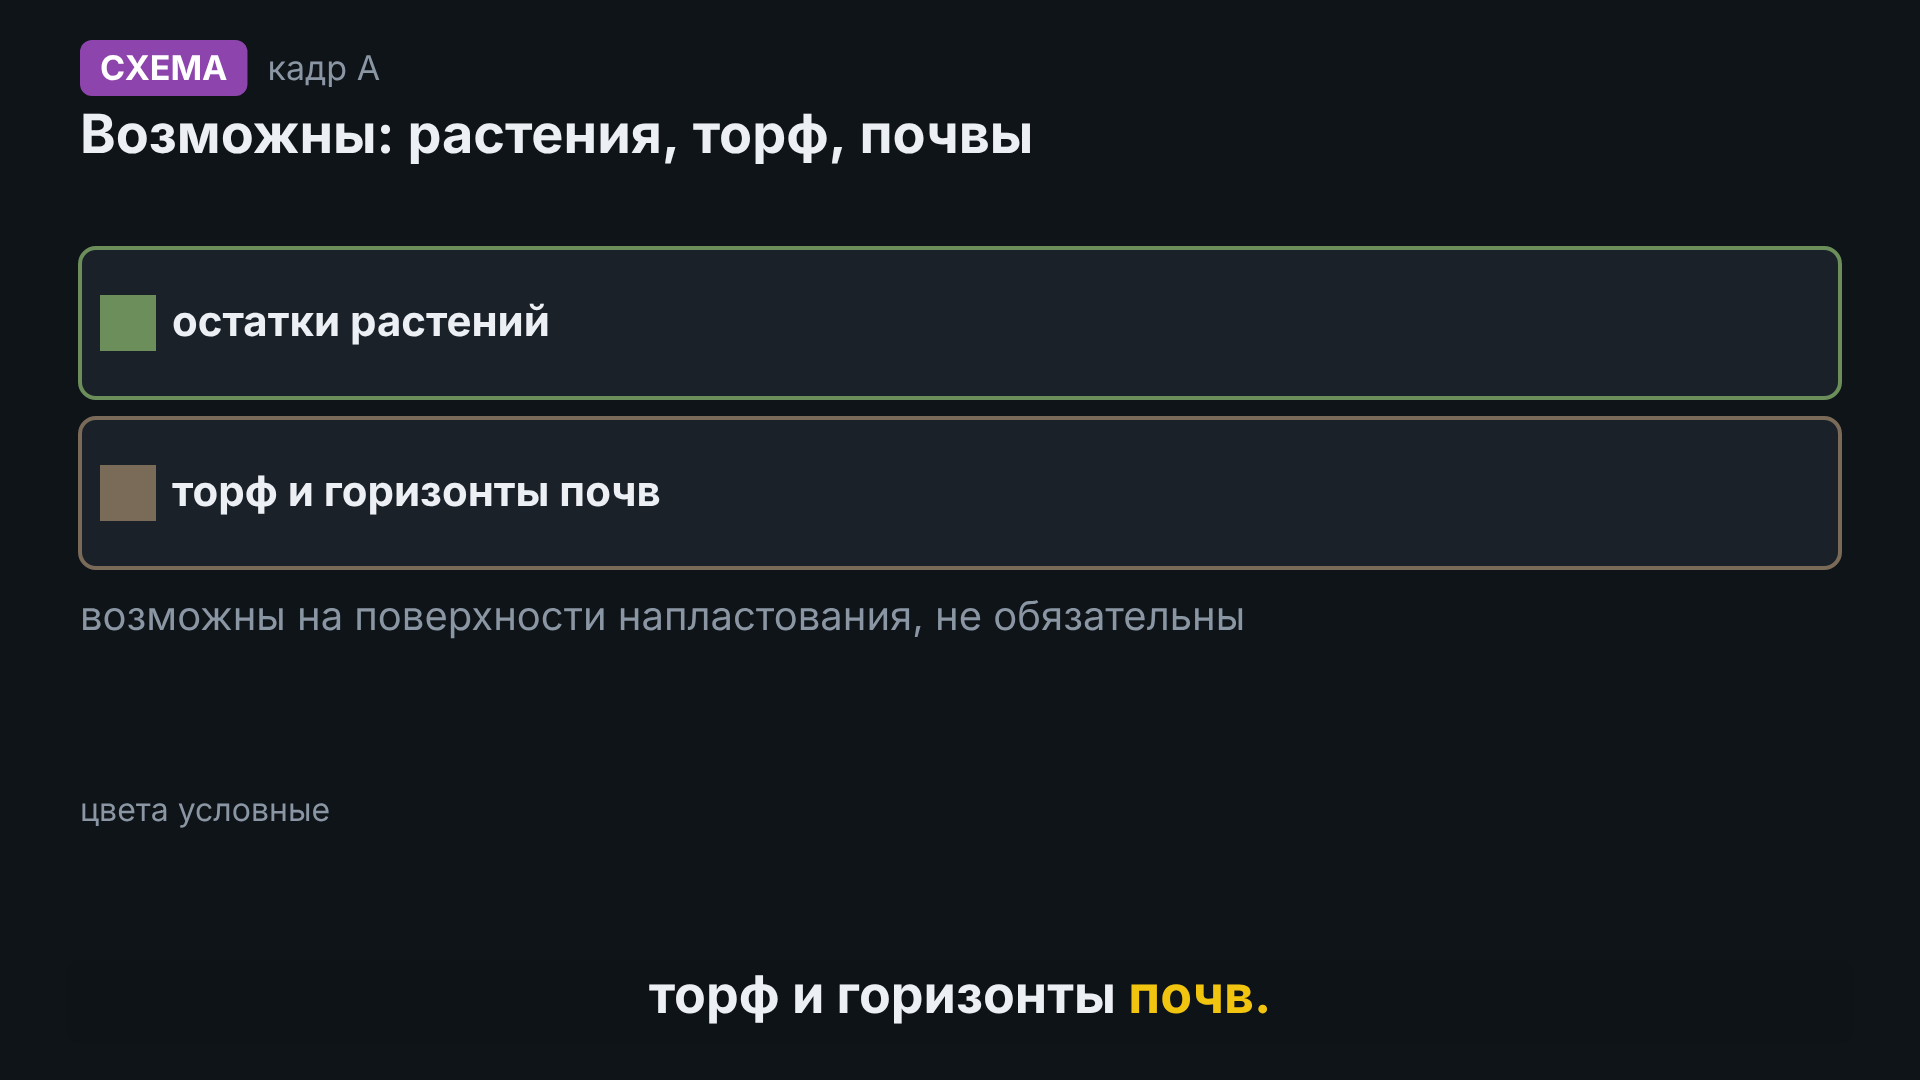 СХЕМА кадр А
Возможны: растения, торф, почвы
остатки растений
торф и горизонты почв
возможны на поверхности напластования, не обязательны
цвета условные
торф и горизонты почв.